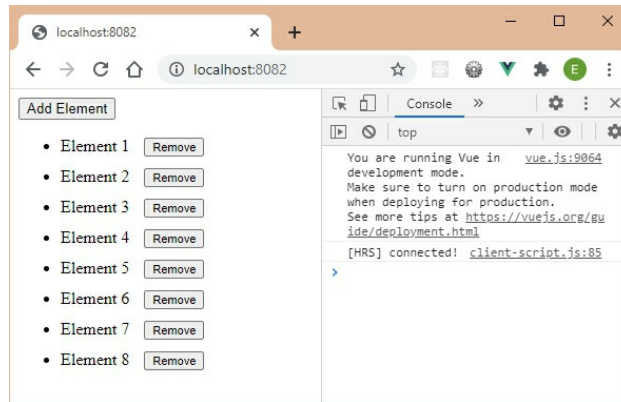 localhost:8082
localhost:8082
E
Add Element
Element 1 Remove
Element 2 Remove
Element 3 Remove
Element 4 Remove
Element 5 Remove
Element 6 Remove
Element 7 Remove
Element 8 Remove
Console
top
You are running Vue in vue.js:9064
development mode.
Make sure to turn on production mode
when deploying for production.
See more tips at https://vuejs.org/gu
ide/deployment.html
[HRS] connected! client-script.js:85